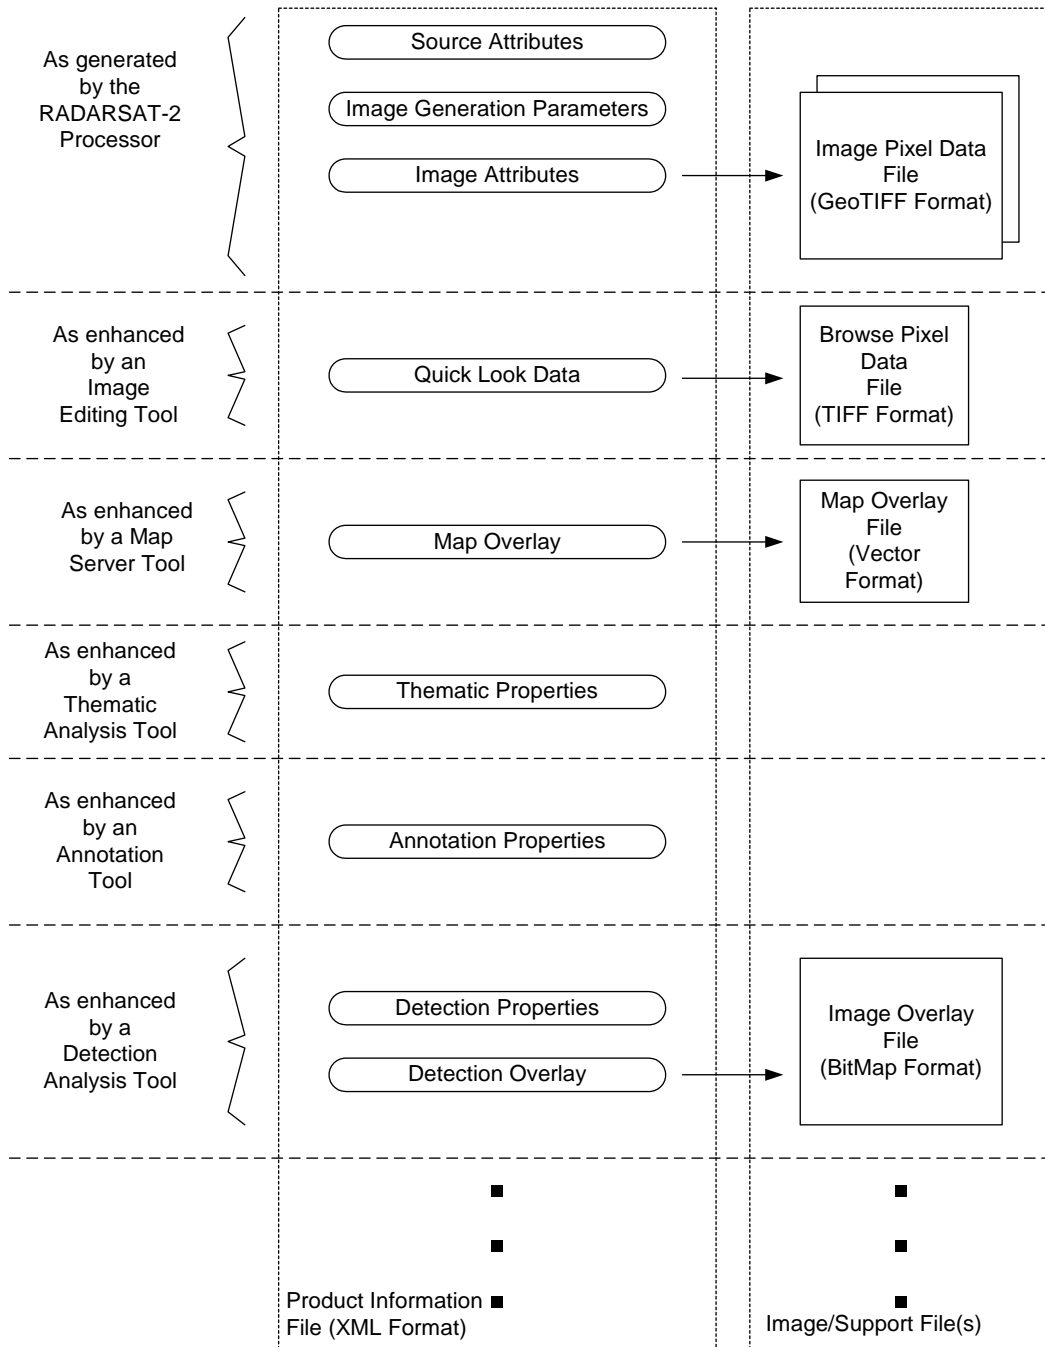 As generated
by the
RADARSAT-2
Processor
Source Attributes
Image Generation Parameters
Image Attributes
Image Pixel Data
File
(GeoTIFF Format)
As enhanced
by an
Image
Editing Tool
Quick Look Data
Browse Pixel
Data
File
(TIFF Format)
As enhanced
by a Map
Server Tool
Map Overlay
Map Overlay
File
(Vector
Format)
As enhanced
by a
Thematic
Analysis Tool
Thematic Properties
As enhanced
by an
Annotation
Tool
Annotation Properties
As enhanced
by a
Detection
Analysis Tool
Detection Properties
Detection Overlay
Image Overlay
File
(BitMap Format)
Product Information
File (XML Format)
Image/Support File(s)